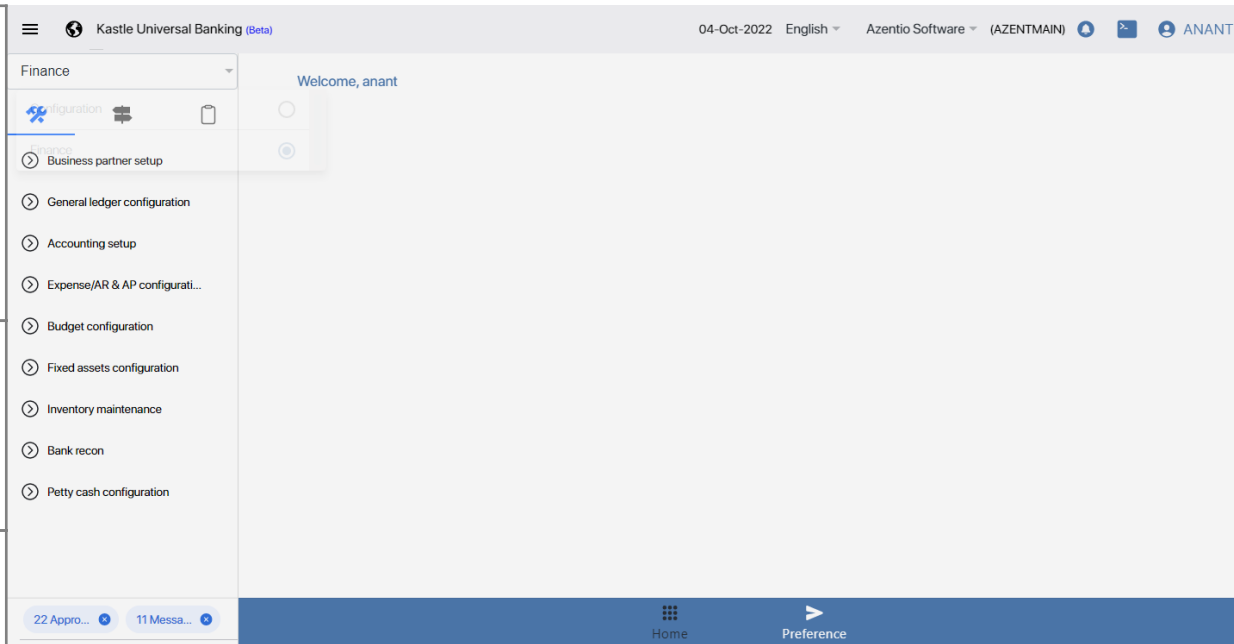 Kastle Universal Banking (Beta)
04-Oct-2022 English Azentio Software (AZENTMAIN) ANANT
Finance
Welcome, anant
Configuration
Finance
Business partner setup
General ledger configuration
Accounting setup
Expense/AR & AP configurati...
Budget configuration
Fixed assets configuration
Inventory maintenance
Bank recon
Petty cash configuration
22 Appro... 11 Messa...
Home Preference